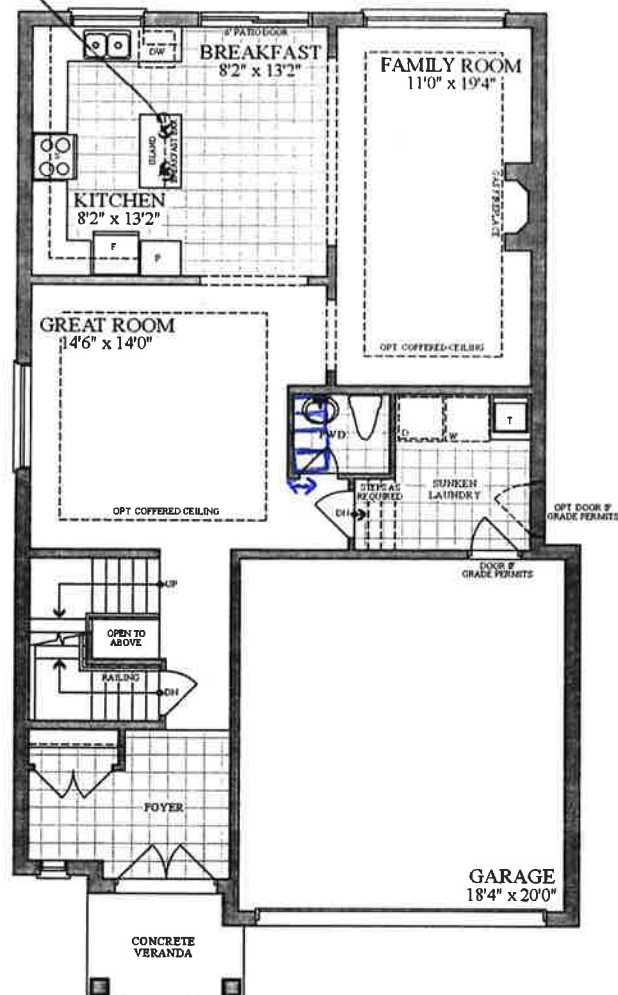 6' PATIO DOOR
DW
BREAKFAST
8'2" x 13'2"
FAMILY ROOM
11'0" x 19'4"
ISLAND
BREAKFAST BAR
GAS FIREPLACE
KITCHEN
8'2" x 13'2"
F
P
GREAT ROOM
14'6" x 14'0"
OPT COFFERED CEILING
PWD
D
W
T
STEPS AS
REQUIRED
SUNKEN
LAUNDRY
DN
OPT DOOR IF
GRADE PERMITS
OPT COFFERED CEILING
DOOR IF
GRADE PERMITS
UP
OPEN TO
ABOVE
RAILING
DN
FOYER
GARAGE
18'4" x 20'0"
CONCRETE
VERANDA